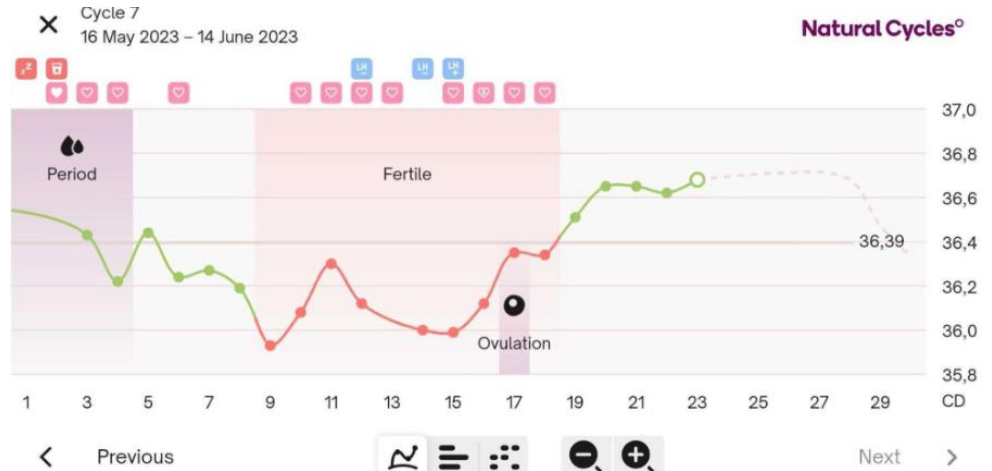 Cycle 7
16 May 2023 – 14 June 2023
Natural Cycles°
LH- LH- LH+
37,0
Period
Fertile
36,8
36,6
36,39
36,4
36,2
Ovulation
36,0
35,8
1 3 5 7 9 11 13 15 17 19 21 23 25 27 29 CD
Previous
Next